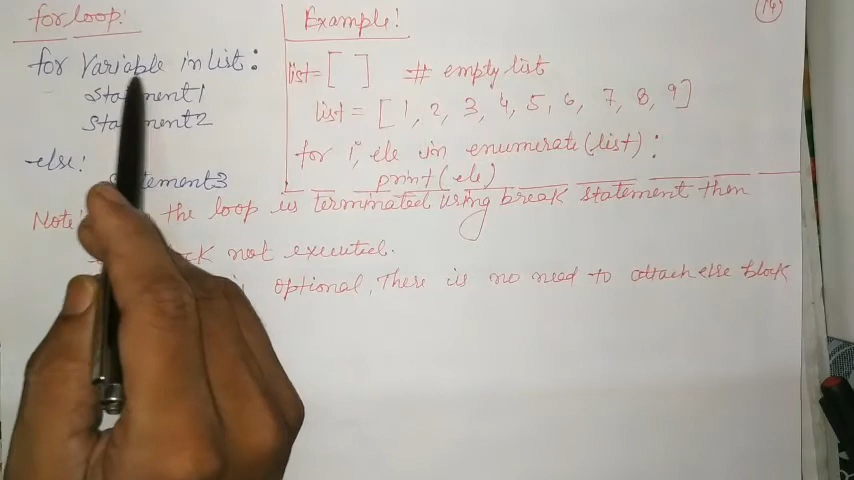 for loop:
for variable in list:
statement1
statement2
else:
statement3
Example!
list = [ ] # empty list
list = [ 1, 2, 3, 4, 5, 6, 7, 8, 9]
for i, ele in enumerate(list):
print(ele)
14
Note: the loop is terminated using break statement then
not executed.
optional, There is no need to attach else block